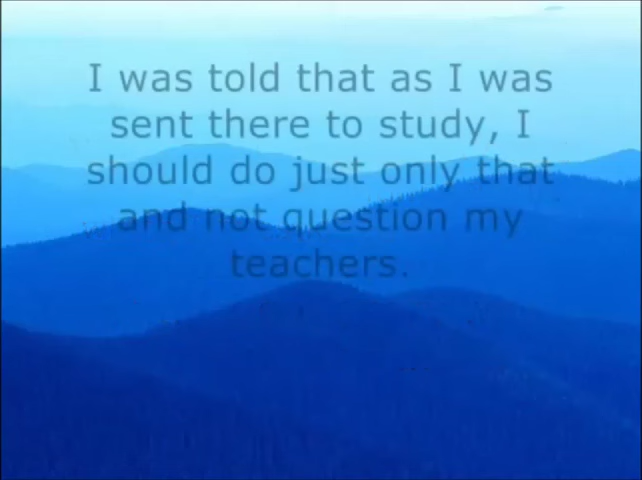 I was told that as I was
sent there to study, I
should do just only that
and not question my
teachers.